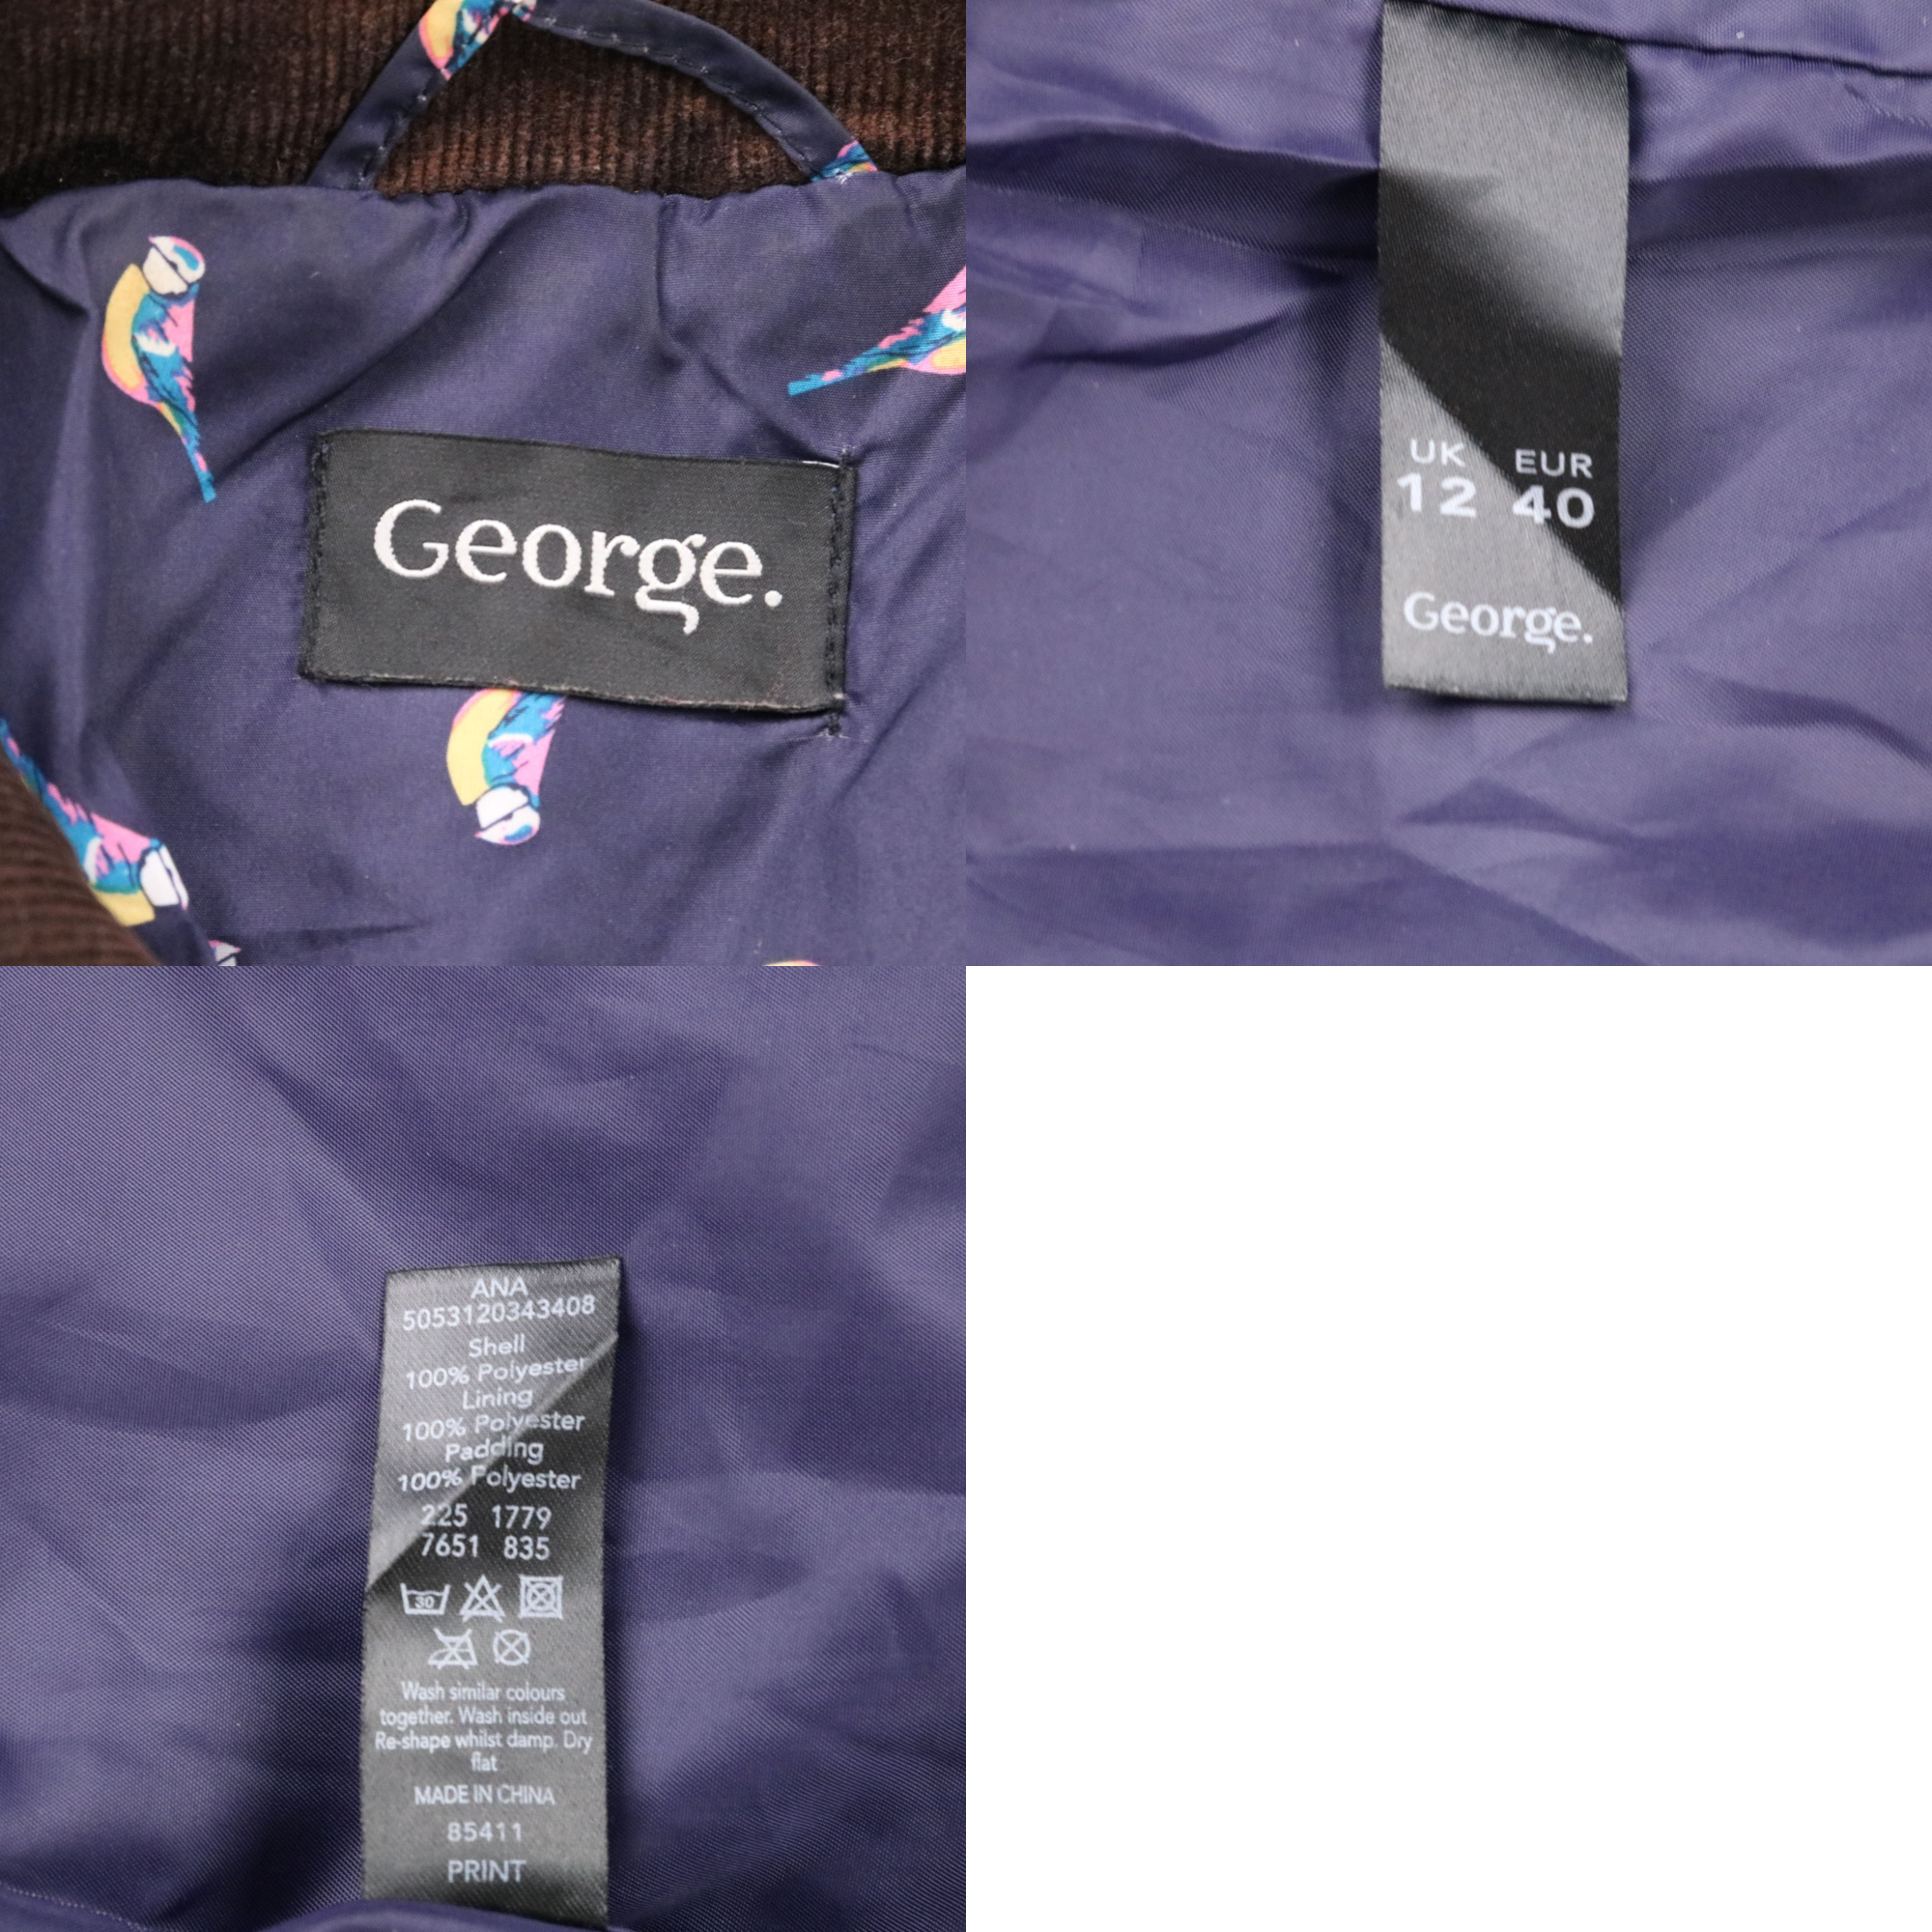 George.
UK EUR
12 40
George.
ANA
5053120343408
Shell
100% Polyester
Lining
100% Polyester
Padding
100% Polyester
225 1779
7651 835
30
Wash similar colours
together. Wash inside out
Re-shape whilst damp. Dry
flat
MADE IN CHINA
85411
PRINT